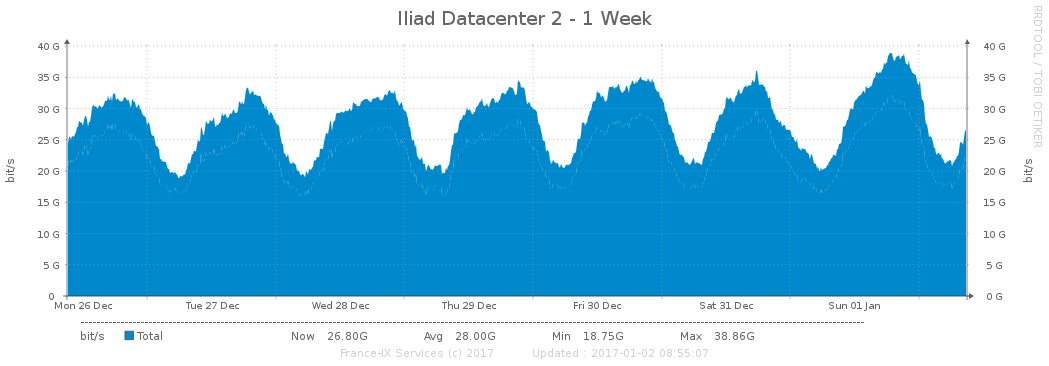 Iliad Datacenter 2 - 1 Week
RRDTOOL / TOBI OETIKER
40 G 40 G
35 G 35 G
30 G 30 G
25 G 25 G
20 G 20 G
15 G 15 G
10 G 10 G
5 G 5 G
0 0 G
bit/s bit/s
Mon 26 Dec Tue 27 Dec Wed 28 Dec Thu 29 Dec Fri 30 Dec Sat 31 Dec Sun 01 Jan
bit/s Total Now 26.80G Avg 28.00G Min 18.75G Max 38.86G
France-IX Services (c) 2017 Updated : 2017-01-02 08:55:07